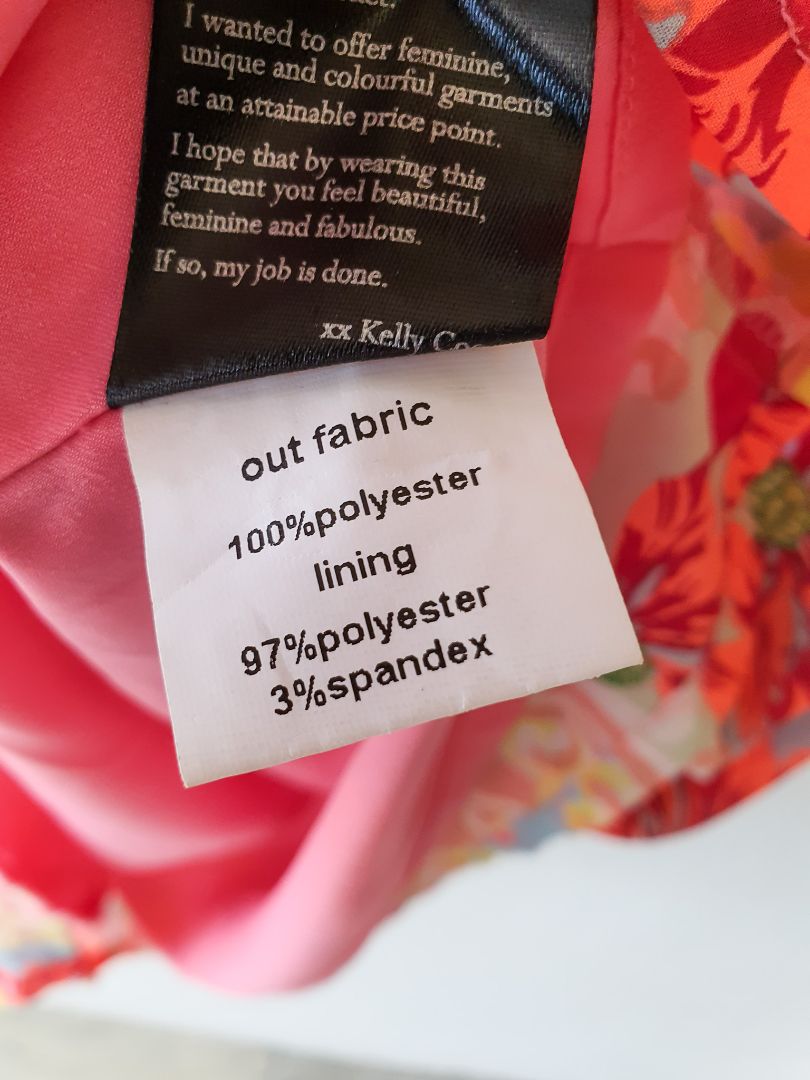 I wanted to offer feminine,
unique and colourful garments
at an attainable price point.
I hope that by wearing this
garment you feel beautiful,
feminine and fabulous.
If so, my job is done.
xx Kelly
out fabric
100%polyester
lining
97%polyester
3%spandex